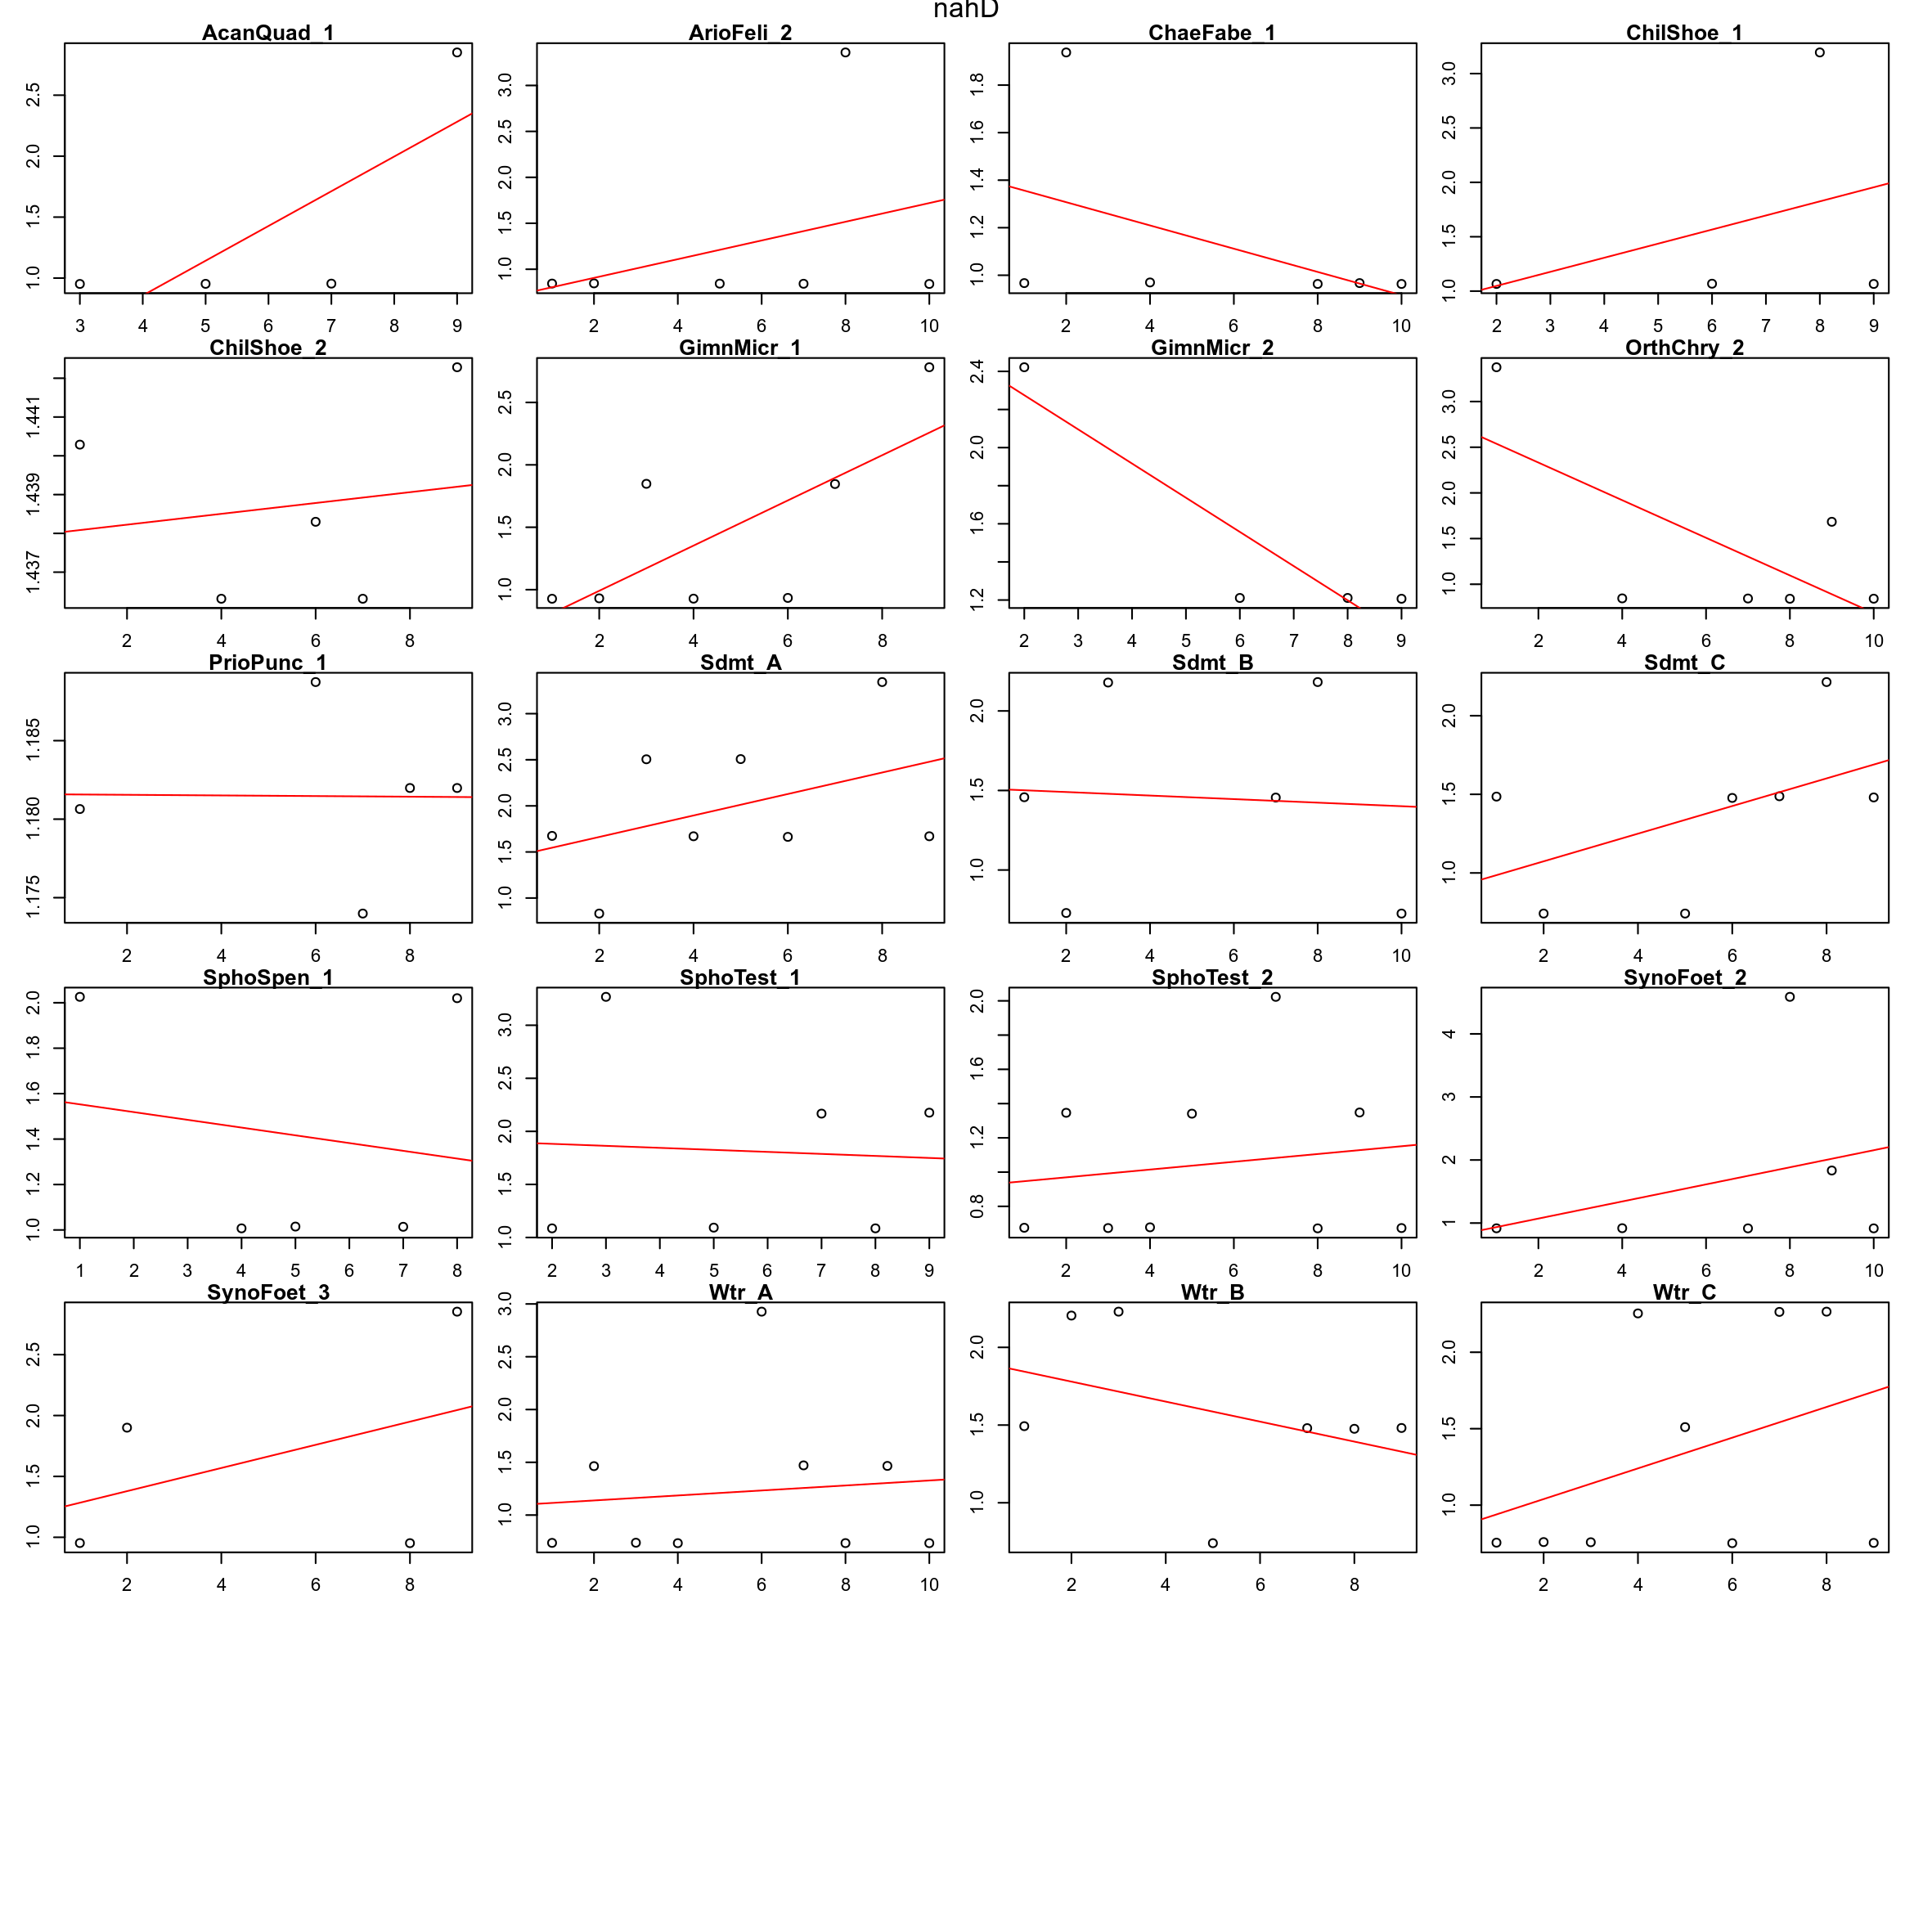 nahD
AcanQuad_1 ArioFeli_2 ChaeFabe_1 ChilShoe_1
1.0 1.5 2.0 2.5
3 4 5 6 7 8 9
1.0 1.5 2.0 2.5 3.0
2 4 6 8 10
1.0 1.2 1.4 1.6 1.8
2 4 6 8 10
1.0 1.5 2.0 2.5 3.0
2 3 4 5 6 7 8 9
ChilShoe_2 GimnMicr_1 GimnMicr_2 OrthChry_2
1.437 1.439 1.441
2 4 6 8
1.0 1.5 2.0 2.5
2 4 6 8
1.2 1.6 2.0 2.4
2 3 4 5 6 7 8 9
1.0 1.5 2.0 2.5 3.0
2 4 6 8 10
PrioPunc_1 Sdmt_A Sdmt_B Sdmt_C
1.175 1.180 1.185
2 4 6 8
1.0 1.5 2.0 2.5 3.0
2 4 6 8
1.0 1.5 2.0
2 4 6 8 10
1.0 1.5 2.0
2 4 6 8
SphoSpen_1 SphoTest_1 SphoTest_2 SynoFoet_2
1.0 1.2 1.4 1.6 1.8 2.0
1 2 3 4 5 6 7 8
1.0 1.5 2.0 2.5 3.0
2 3 4 5 6 7 8 9
0.8 1.2 1.6 2.0
2 4 6 8 10
1 2 3 4
2 4 6 8 10
SynoFoet_3 Wtr_A Wtr_B Wtr_C
1.0 1.5 2.0 2.5
2 4 6 8
1.0 1.5 2.0 2.5 3.0
2 4 6 8 10
1.0 1.5 2.0
2 4 6 8
1.0 1.5 2.0
2 4 6 8